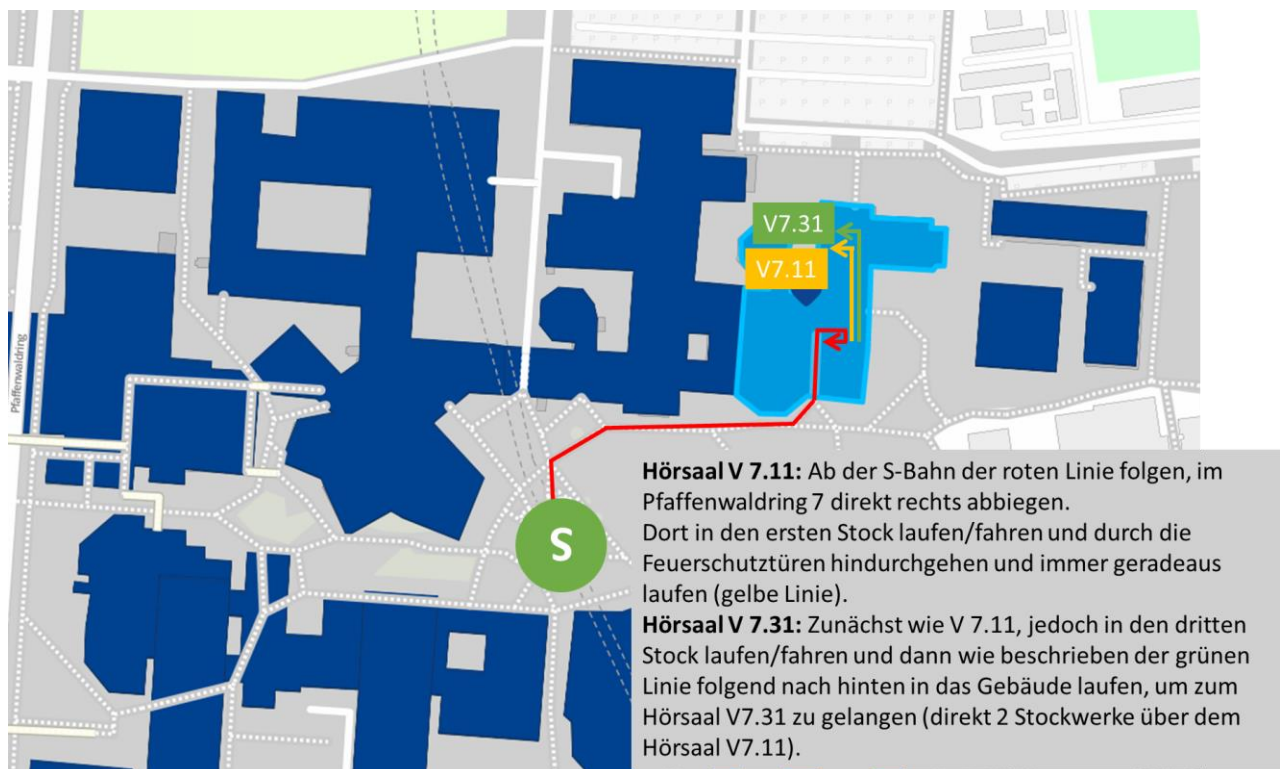 V7.31
V7.11
Pfaffenwaldring
S
Hörsaal V 7.11: Ab der S-Bahn der roten Linie folgen, im
Pfaffenwaldring 7 direkt rechts abbiegen.
Dort in den ersten Stock laufen/fahren und durch die
Feuerschutztüren hindurchgehen und immer geradeaus
laufen (gelbe Linie).
Hörsaal V 7.31: Zunächst wie V 7.11, jedoch in den dritten
Stock laufen/fahren und dann wie beschrieben der grünen
Linie folgend nach hinten in das Gebäude laufen, um zum
Hörsaal V7.31 zu gelangen (direkt 2 Stockwerke über dem
Hörsaal V7.11).